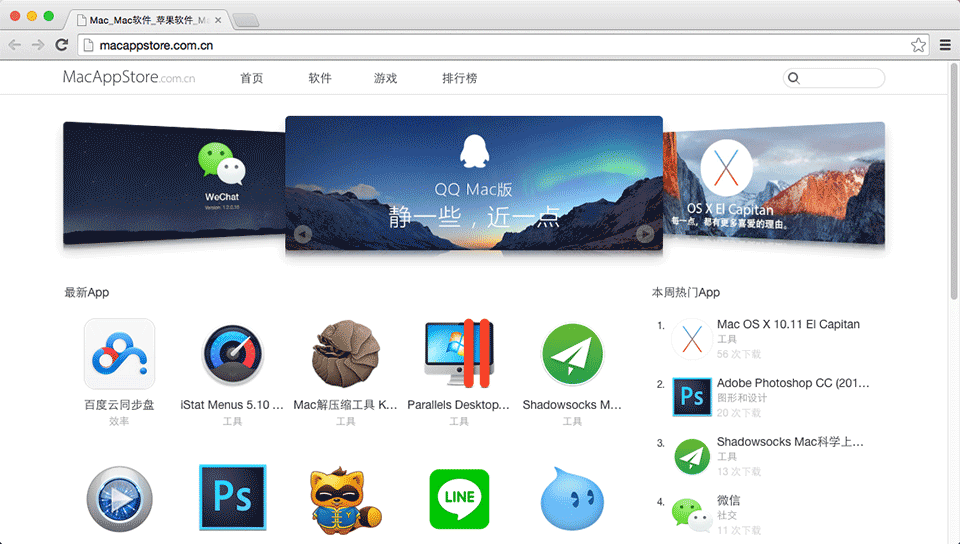 Mac_Mac软件_苹果软件_M
macappstore.com.cn
MacAppStore.com.cn
首页
软件
游戏
排行榜
WeChat
QQ Mac版
静一些，近一点
OS X El Capitan
每一点，都有更多喜爱的理由。
最新App
百度云同步盘
效率
iStat Menus 5.10 ...
工具
Mac解压缩工具 K...
工具
Parallels Desktop...
工具
Shadowsocks M...
工具
Ps
LINE
本周热门App
1.
Mac OS X 10.11 El Capitan
工具
56 次下载
2.
Ps
Adobe Photoshop CC (201...
图形和设计
20 次下载
3.
Shadowsocks Mac科学上...
工具
13 次下载
4.
微信
社交
11 次下载